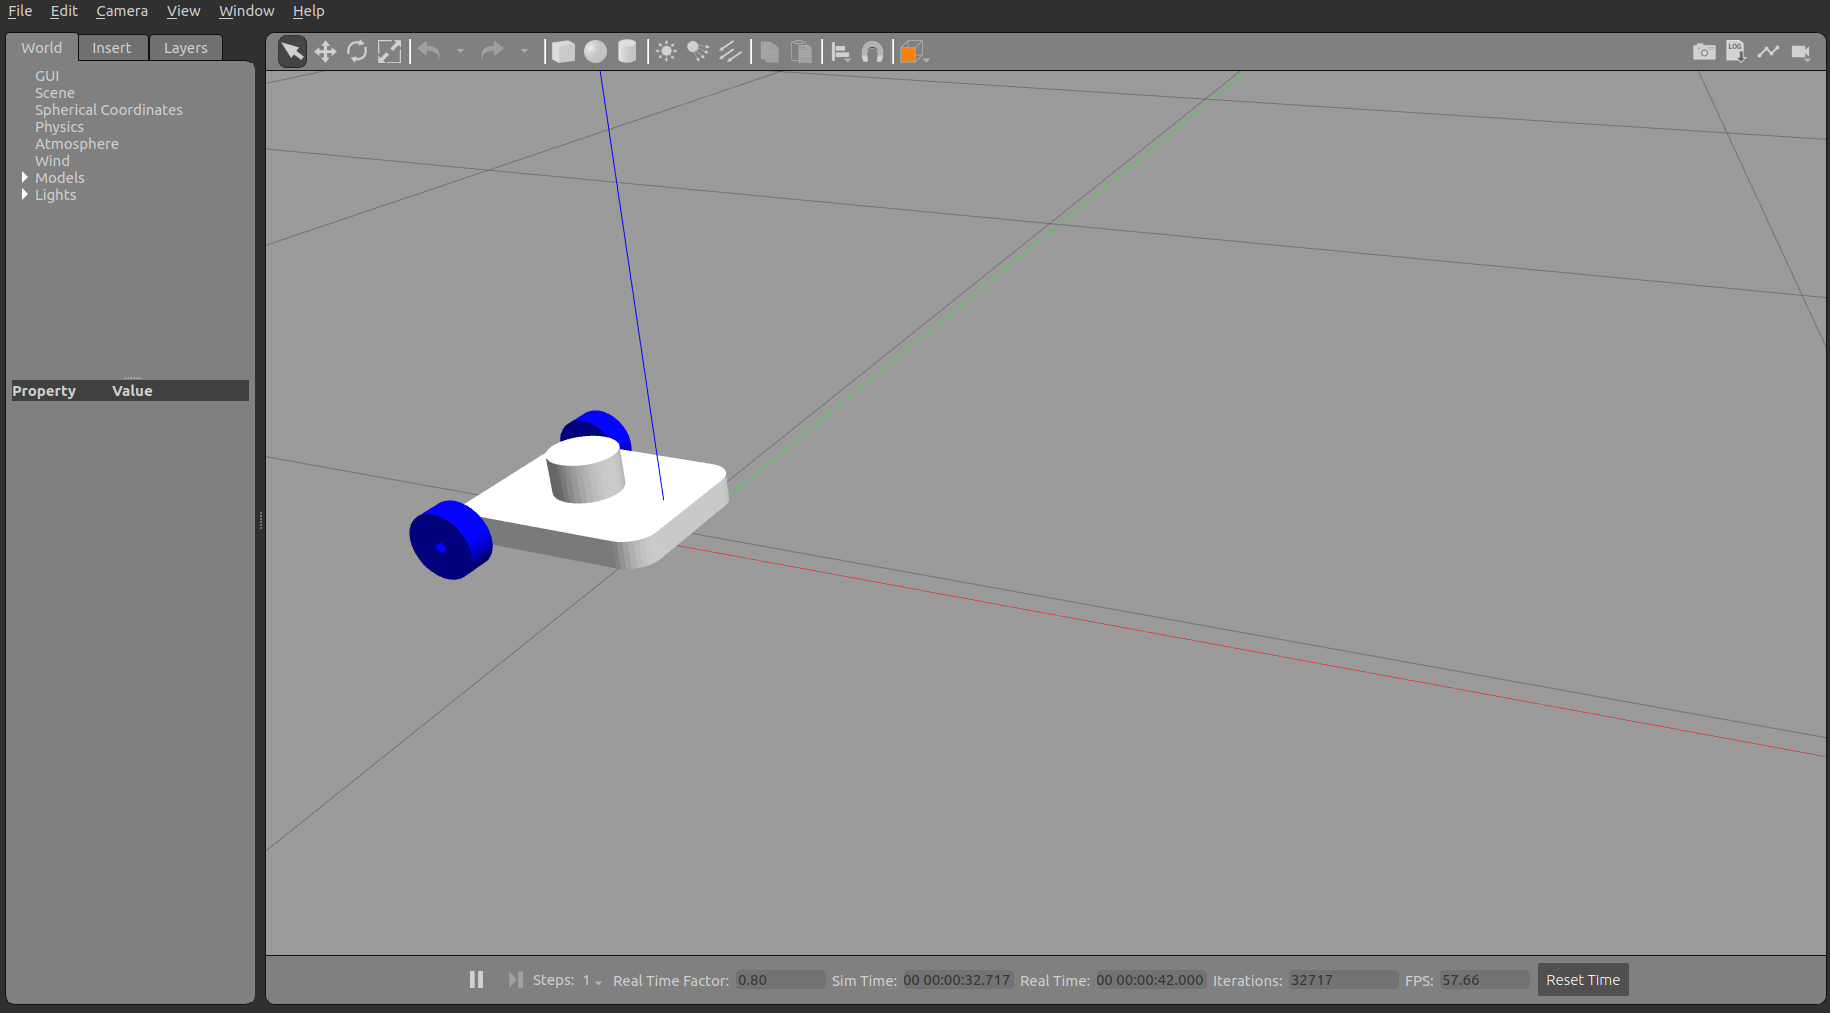 File Edit Camera View Window Help
World Insert Layers
LOG
GUI
Scene
Spherical Coordinates
Physics
Atmosphere
Wind
Models
Lights
Property Value
Steps: 1 Real Time Factor: 0.80 Sim Time: 00 00:00:32.717 Real Time: 00 00:00:42.000 Iterations: 32717 FPS: 57.66 Reset Time